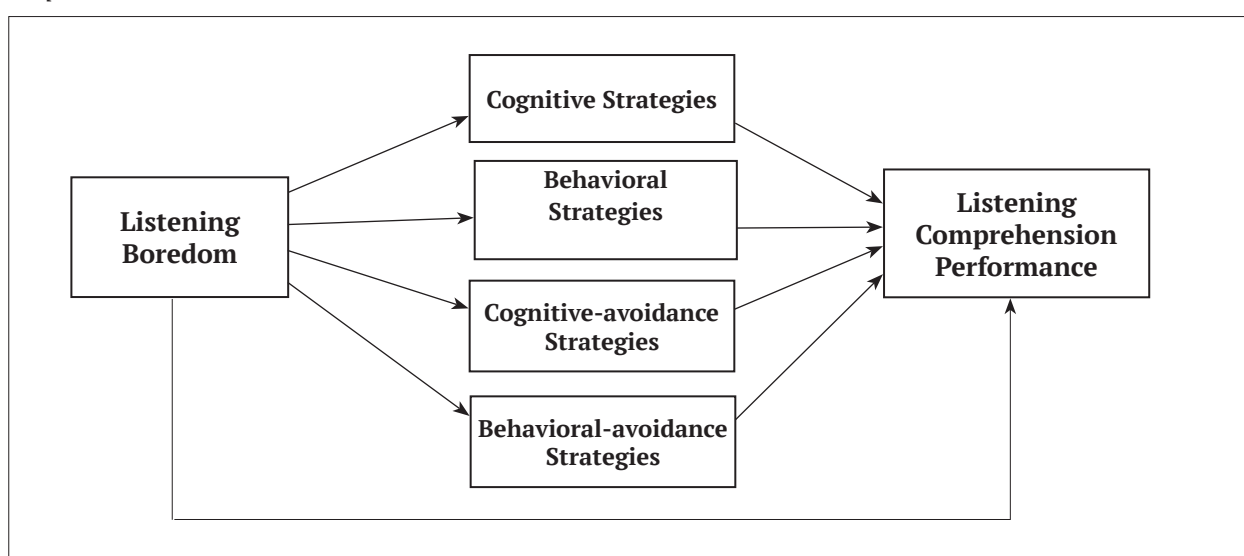 Cognitive Strategies
Behavioral
Strategies
Listening
Boredom
Listening
Comprehension
Performance
Cognitive-avoidance
Strategies
Behavioral-avoidance
Strategies